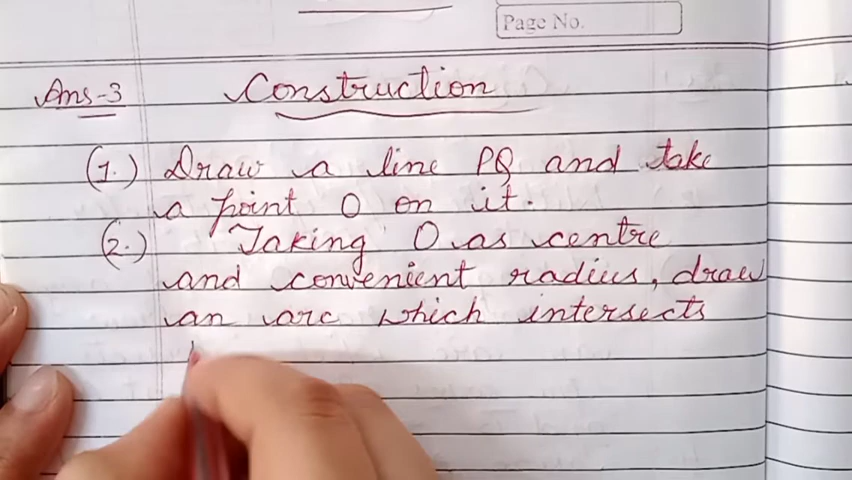 Page No.
Ans-3 Construction
(1.) Draw a line PQ and take
a point O on it.
(2.) Taking O as centre
and convenient radius, draw
an arc which intersects